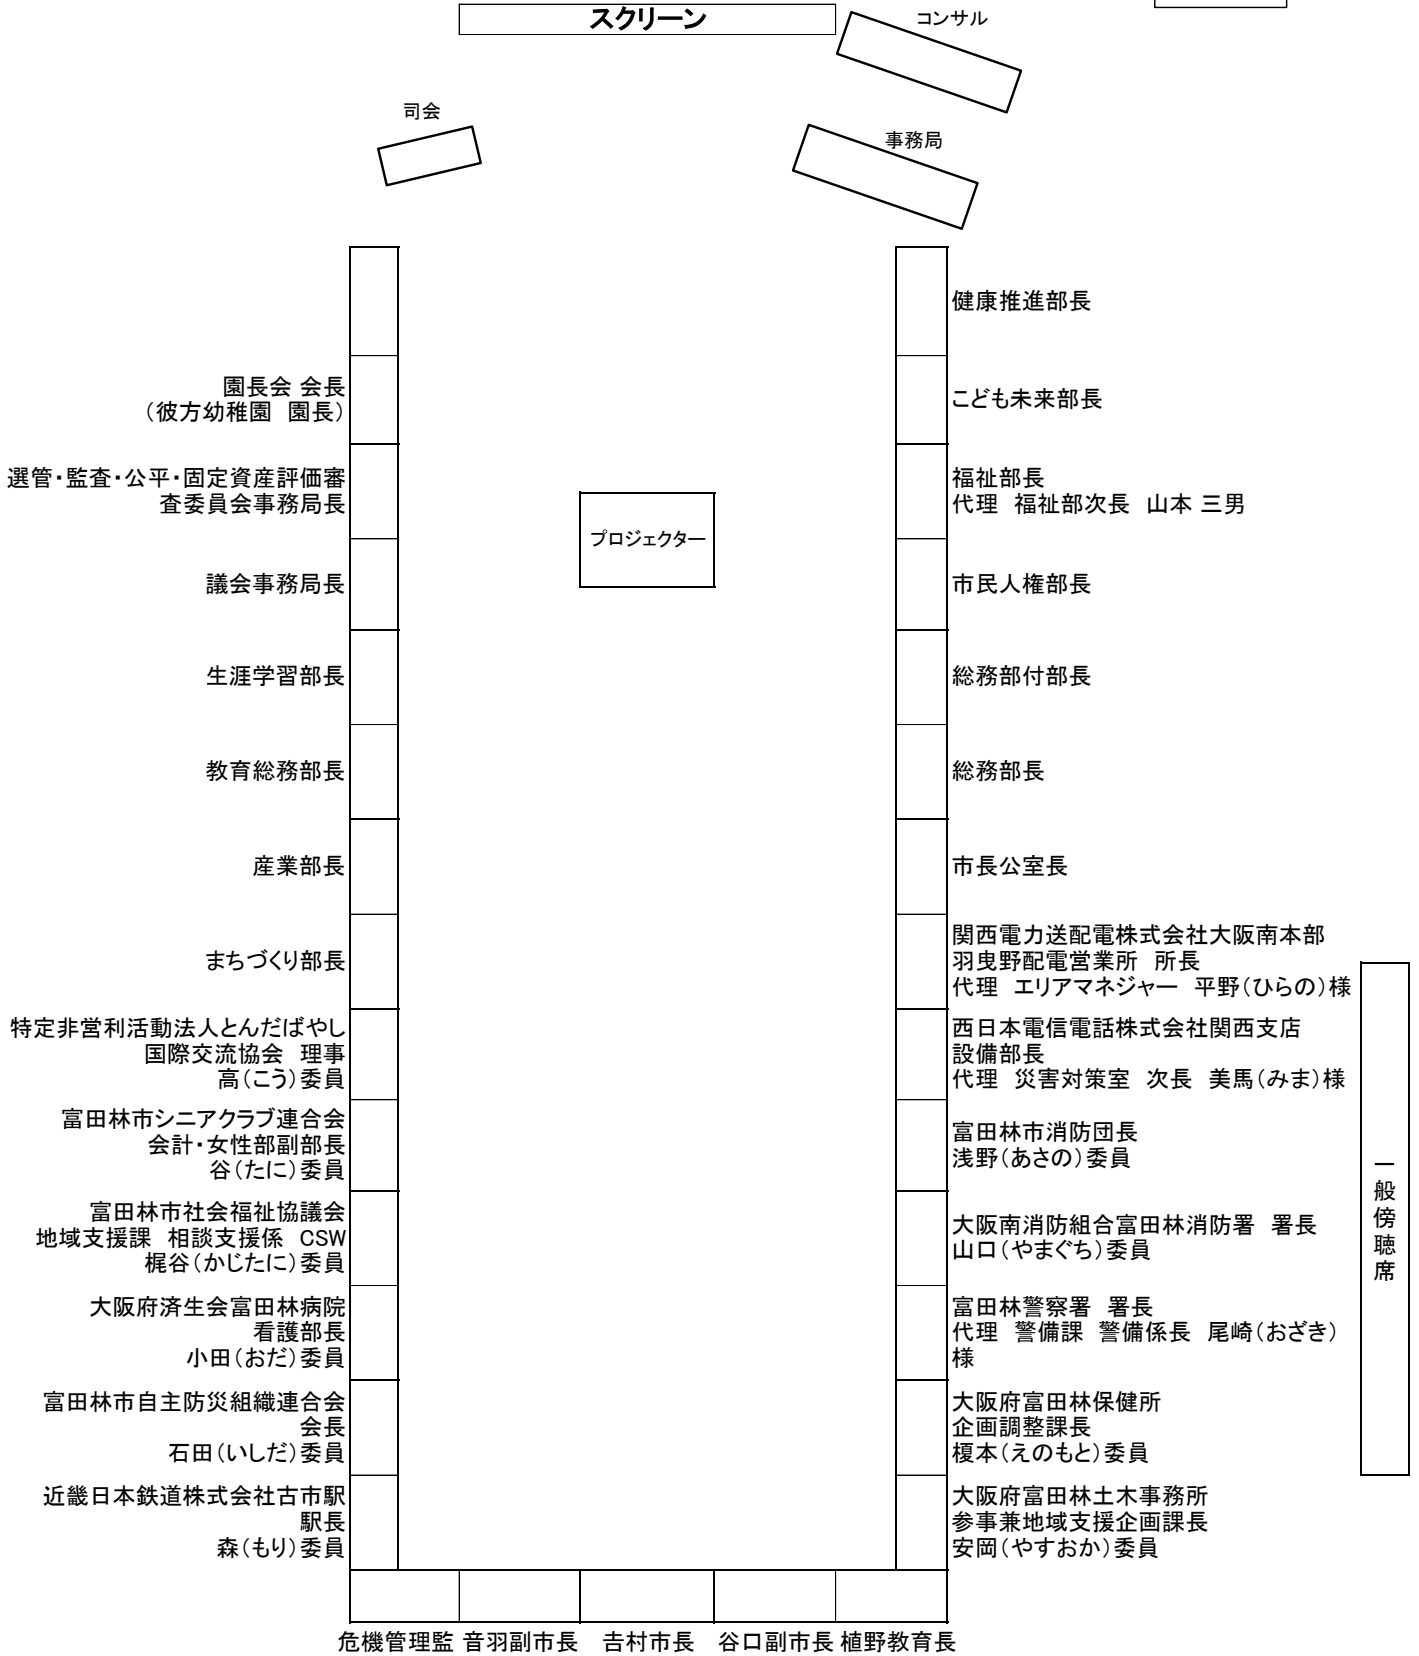 スクリーン
コンサル
司会
事務局
園長会 会長
（彼方幼稚園　園長）
選管・監査・公平・固定資産評価審
査委員会事務局長
議会事務局長
生涯学習部長
教育総務部長
産業部長
まちづくり部長
特定非営利活動法人とんだばやし
国際交流協会　理事
高（こう）委員
富田林市シニアクラブ連合会
会計・女性部副部長
谷（たに）委員
富田林市社会福祉協議会
地域支援課　相談支援係　CSW
梶谷（かじたに）委員
大阪府済生会富田林病院
看護部長
小田（おだ）委員
富田林市自主防災組織連合会
会長
石田（いしだ）委員
近畿日本鉄道株式会社古市駅
駅長
森（もり）委員
プロジェクター
健康推進部長
こども未来部長
福祉部長
代理　福祉部次長　山本 三男
市民人権部長
総務部付部長
総務部長
市長公室長
関西電力送配電株式会社大阪南本部
羽曳野配電営業所　所長
代理　エリアマネジャー　平野（ひらの）様
西日本電信電話株式会社関西支店
設備部長
代理　災害対策室　次長　美馬（みま）様
富田林市消防団長
浅野（あさの）委員
大阪南消防組合富田林消防署　署長
山口（やまぐち）委員
富田林警察署　署長
代理　警備課　警備係長　尾崎（おざき）
様
大阪府富田林保健所
企画調整課長
榎本（えのもと）委員
大阪府富田林土木事務所
参事兼地域支援企画課長
安岡（やすおか）委員
一般傍聴席
危機管理監　音羽副市長　𠮷村市長　谷口副市長　植野教育長